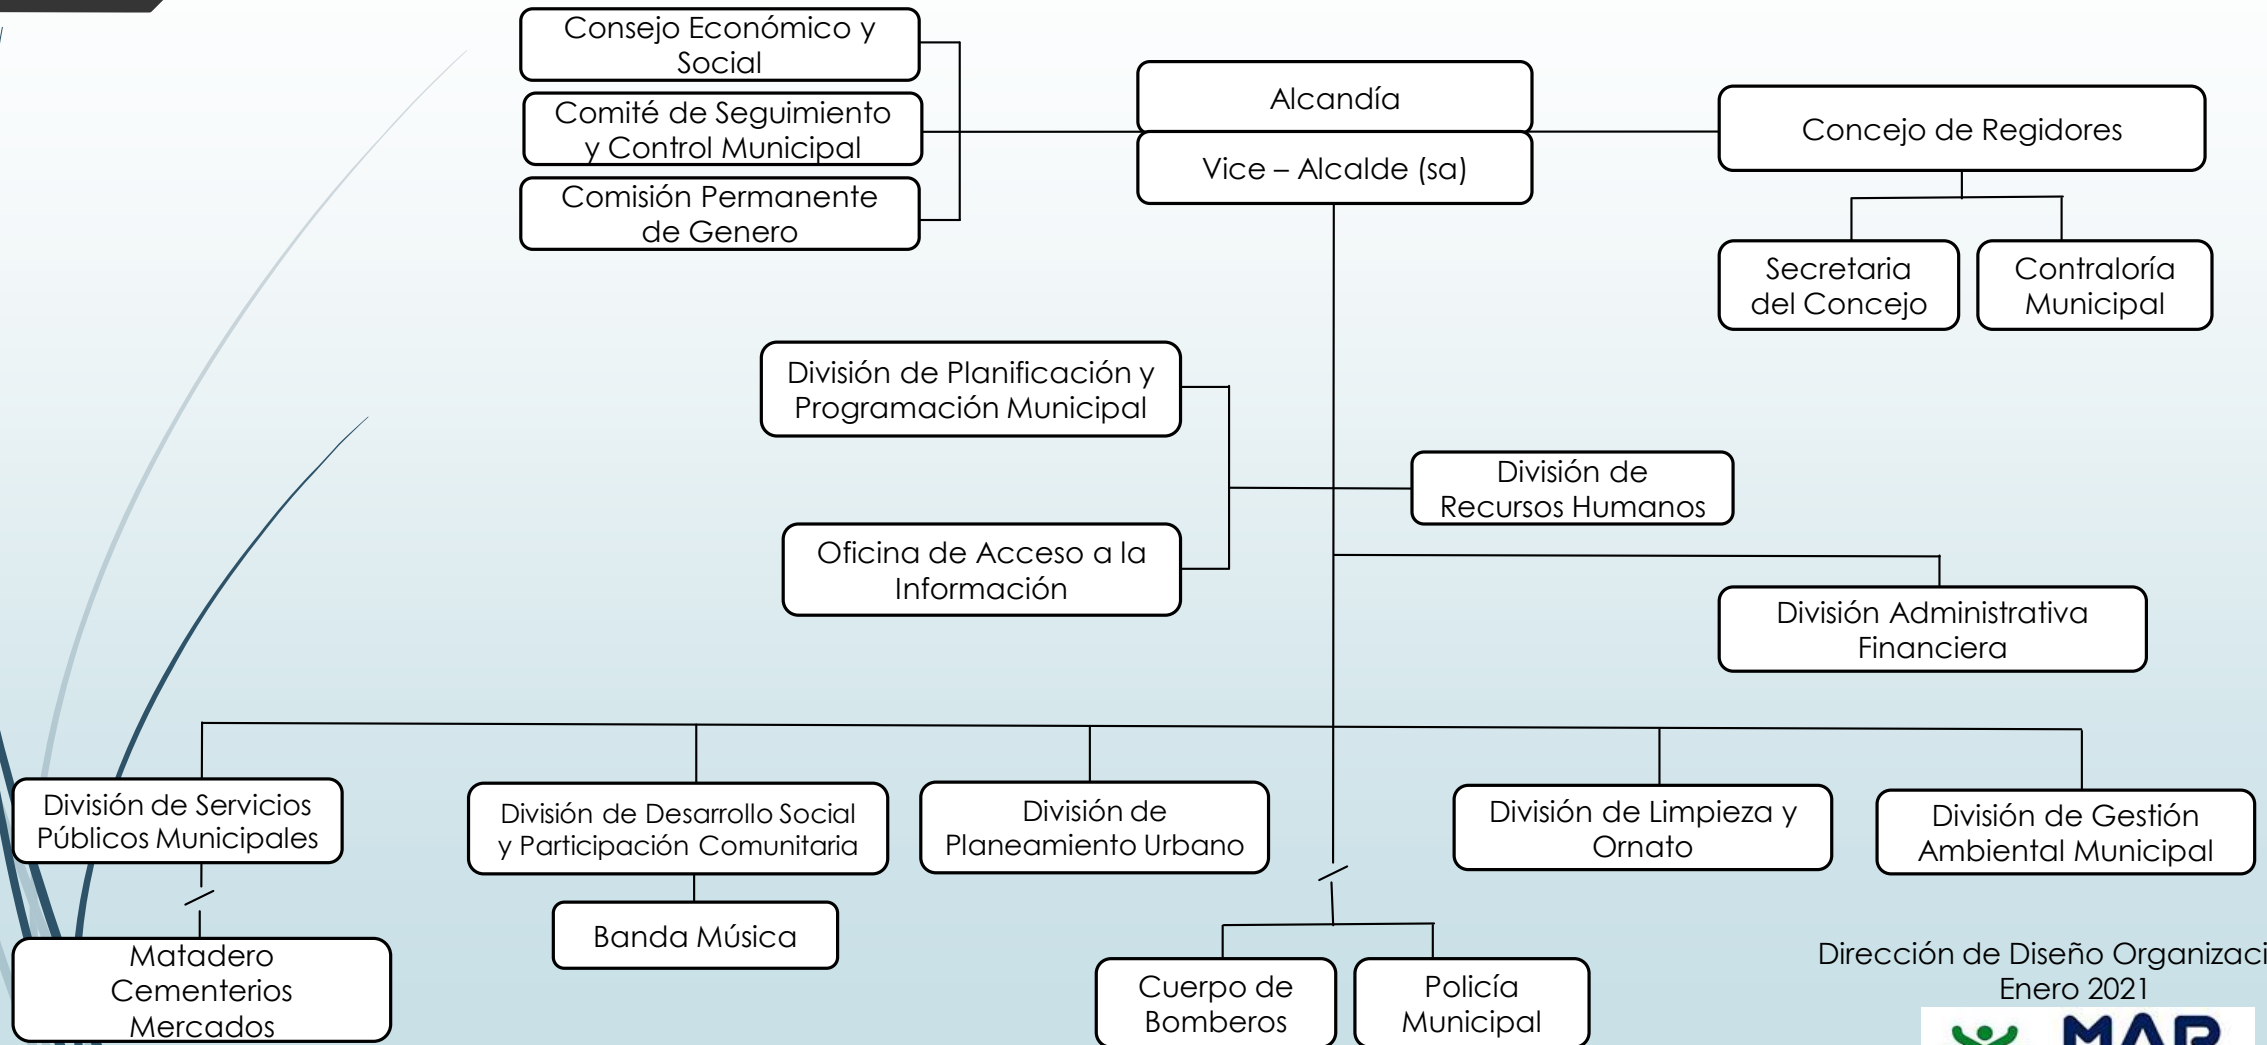 Consejo Económico y
Social
Comité de Seguimiento
y Control Municipal
Comisión Permanente
de Genero
Alcandía
Vice – Alcalde (sa)
Concejo de Regidores
Secretaria
del Concejo
Contraloría
Municipal
División de Planificación y
Programación Municipal
División de
Recursos Humanos
Oficina de Acceso a la
Información
División Administrativa
Financiera
División de Servicios
Públicos Municipales
División de Desarrollo Social
y Participación Comunitaria
División de
Planeamiento Urbano
División de Limpieza y
Ornato
División de Gestión
Ambiental Municipal
Matadero
Cementerios
Mercados
Banda Música
Cuerpo de
Bomberos
Policía
Municipal
Dirección de Diseño Organizaci
Enero 2021
MAP